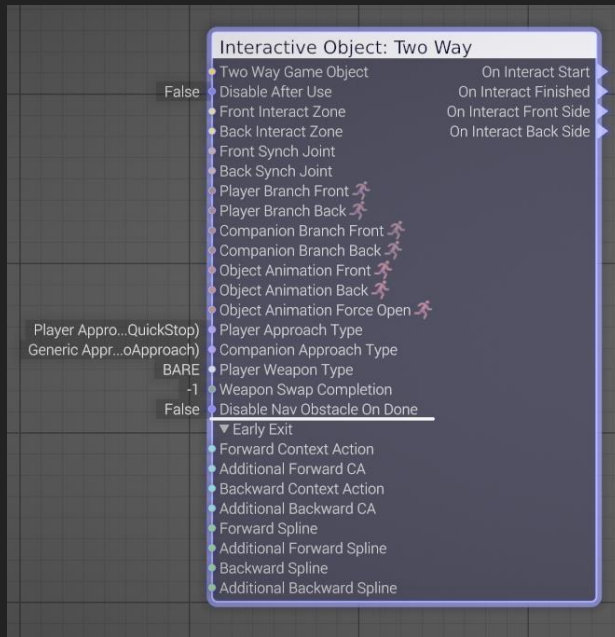 Interactive Object: Two Way
Two Way Game Object On Interact Start
False Disable After Use On Interact Finished
Front Interact Zone On Interact Front Side
Back Interact Zone On Interact Back Side
Front Synch Joint
Back Synch Joint
Player Branch Front
Player Branch Back
Companion Branch Front
Companion Branch Back
Object Animation Front
Object Animation Back
Object Animation Force Open
Player Appro...QuickStop) Player Approach Type
Generic Appr...oApproach) Companion Approach Type
BARE Player Weapon Type
-1 Weapon Swap Completion
False Disable Nav Obstacle On Done
▼ Early Exit
Forward Context Action
Additional Forward CA
Backward Context Action
Additional Backward CA
Forward Spline
Additional Forward Spline
Backward Spline
Additional Backward Spline